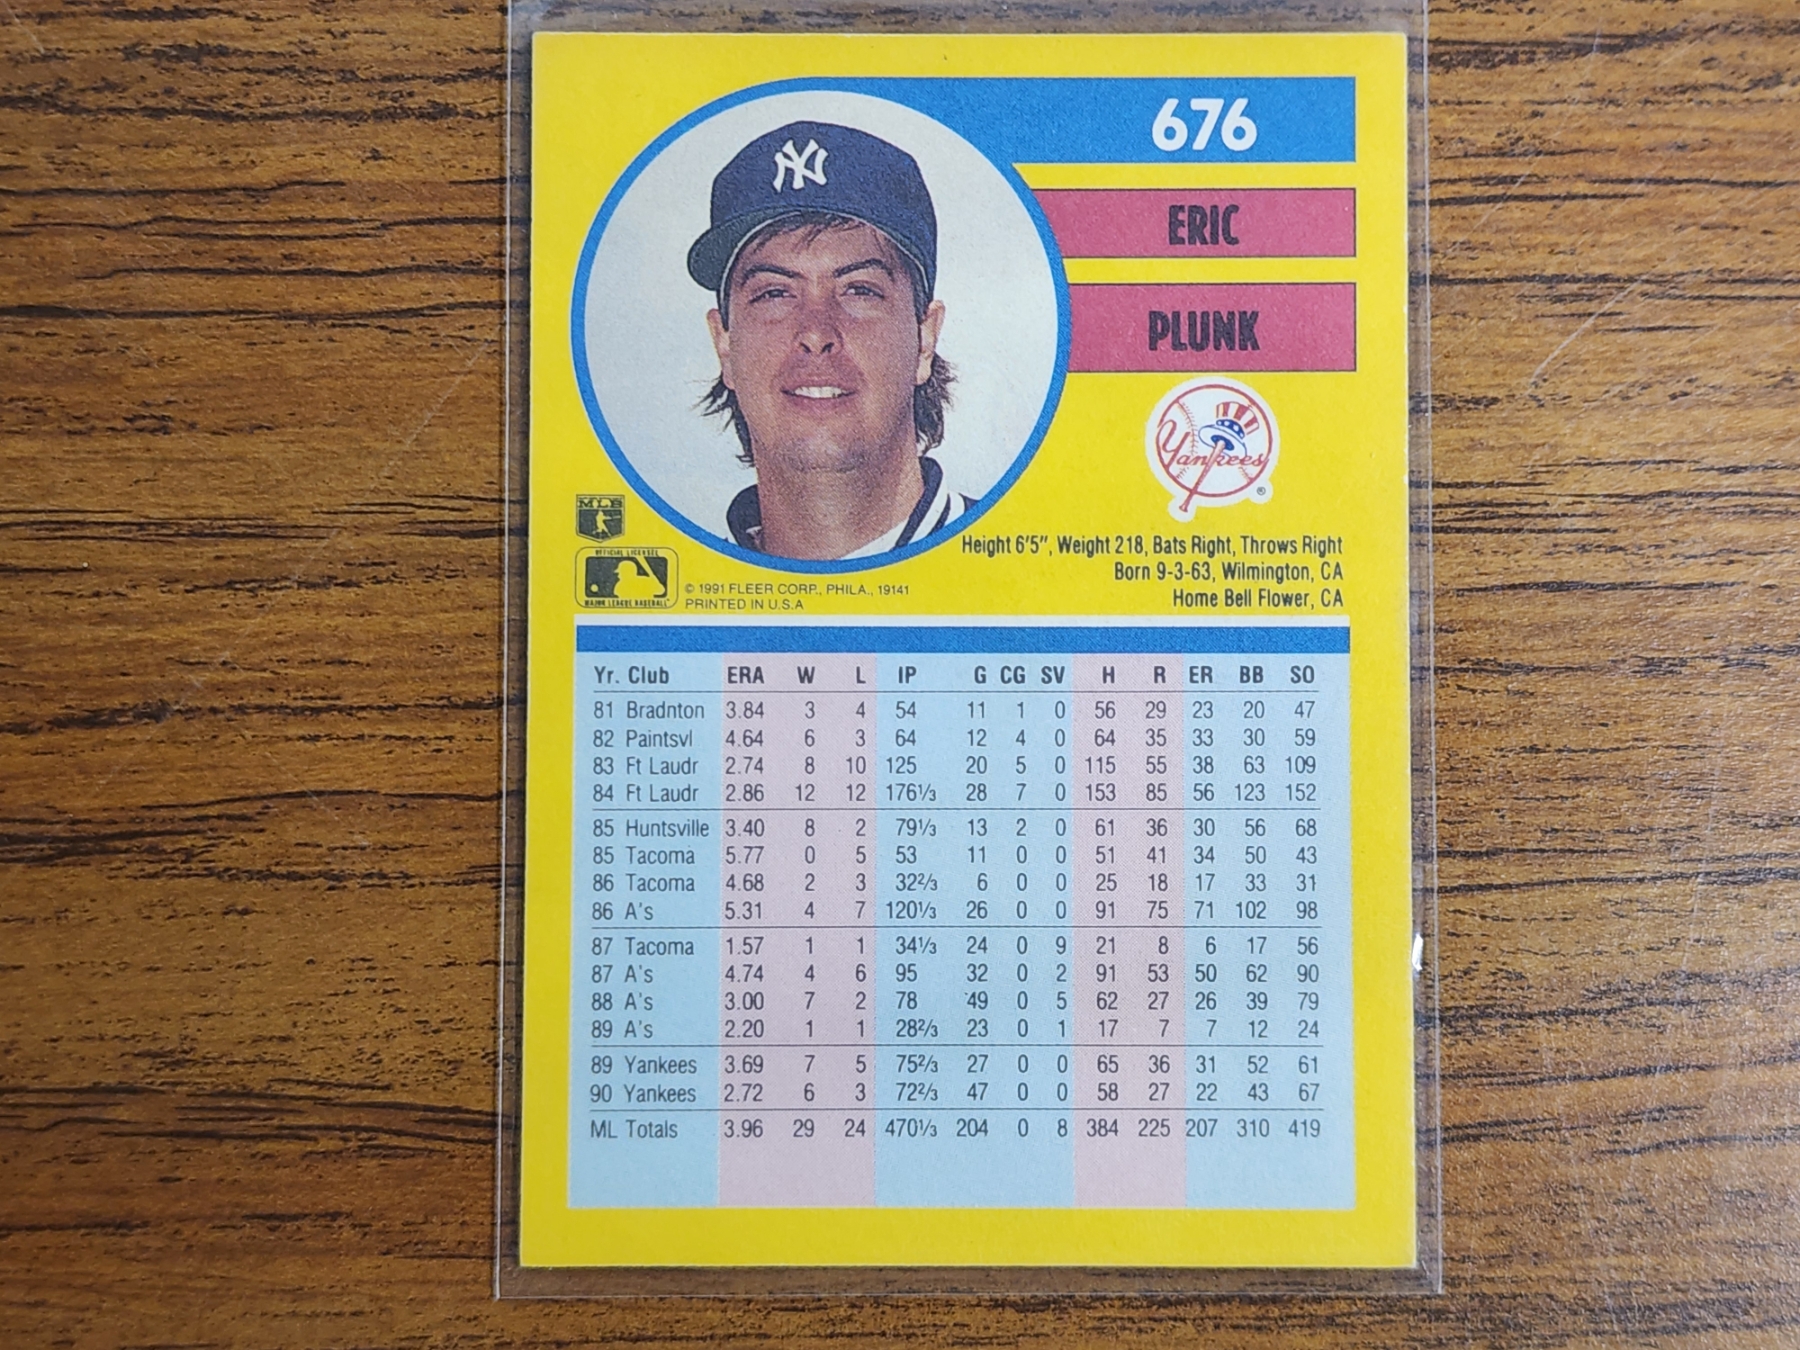 676
ERIC
PLUNK
NY
Yankees
®
MLB
OFFICIAL LICENSEE
MAJOR LEAGUE BASEBALL
© 1991 FLEER CORP., PHILA., 19141
PRINTED IN U.S.A
Height 6'5", Weight 218, Bats Right, Throws Right
Born 9-3-63, Wilmington, CA
Home Bell Flower, CA
Yr. Club ERA W L IP G CG SV H R ER BB SO
81 Bradnton 3.84 3 4 54 11 1 0 56 29 23 20 47
82 Paintsvl 4.64 6 3 64 12 4 0 64 35 33 30 59
83 Ft Laudr 2.74 8 10 125 20 5 0 115 55 38 63 109
84 Ft Laudr 2.86 12 12 176⅓ 28 7 0 153 85 56 123 152
85 Huntsville 3.40 8 2 79⅓ 13 2 0 61 36 30 56 68
85 Tacoma 5.77 0 5 53 11 0 0 51 41 34 50 43
86 Tacoma 4.68 2 3 32⅔ 6 0 0 25 18 17 33 31
86 A's 5.31 4 7 120⅓ 26 0 0 91 75 71 102 98
87 Tacoma 1.57 1 1 34⅓ 24 0 9 21 8 6 17 56
87 A's 4.74 4 6 95 32 0 2 91 53 50 62 90
88 A's 3.00 7 2 78 49 0 5 62 27 26 39 79
89 A's 2.20 1 1 28⅔ 23 0 1 17 7 7 12 24
89 Yankees 3.69 7 5 75⅔ 27 0 0 65 36 31 52 61
90 Yankees 2.72 6 3 72⅔ 47 0 0 58 27 22 43 67
ML Totals 3.96 29 24 470⅓ 204 0 8 384 225 207 310 419